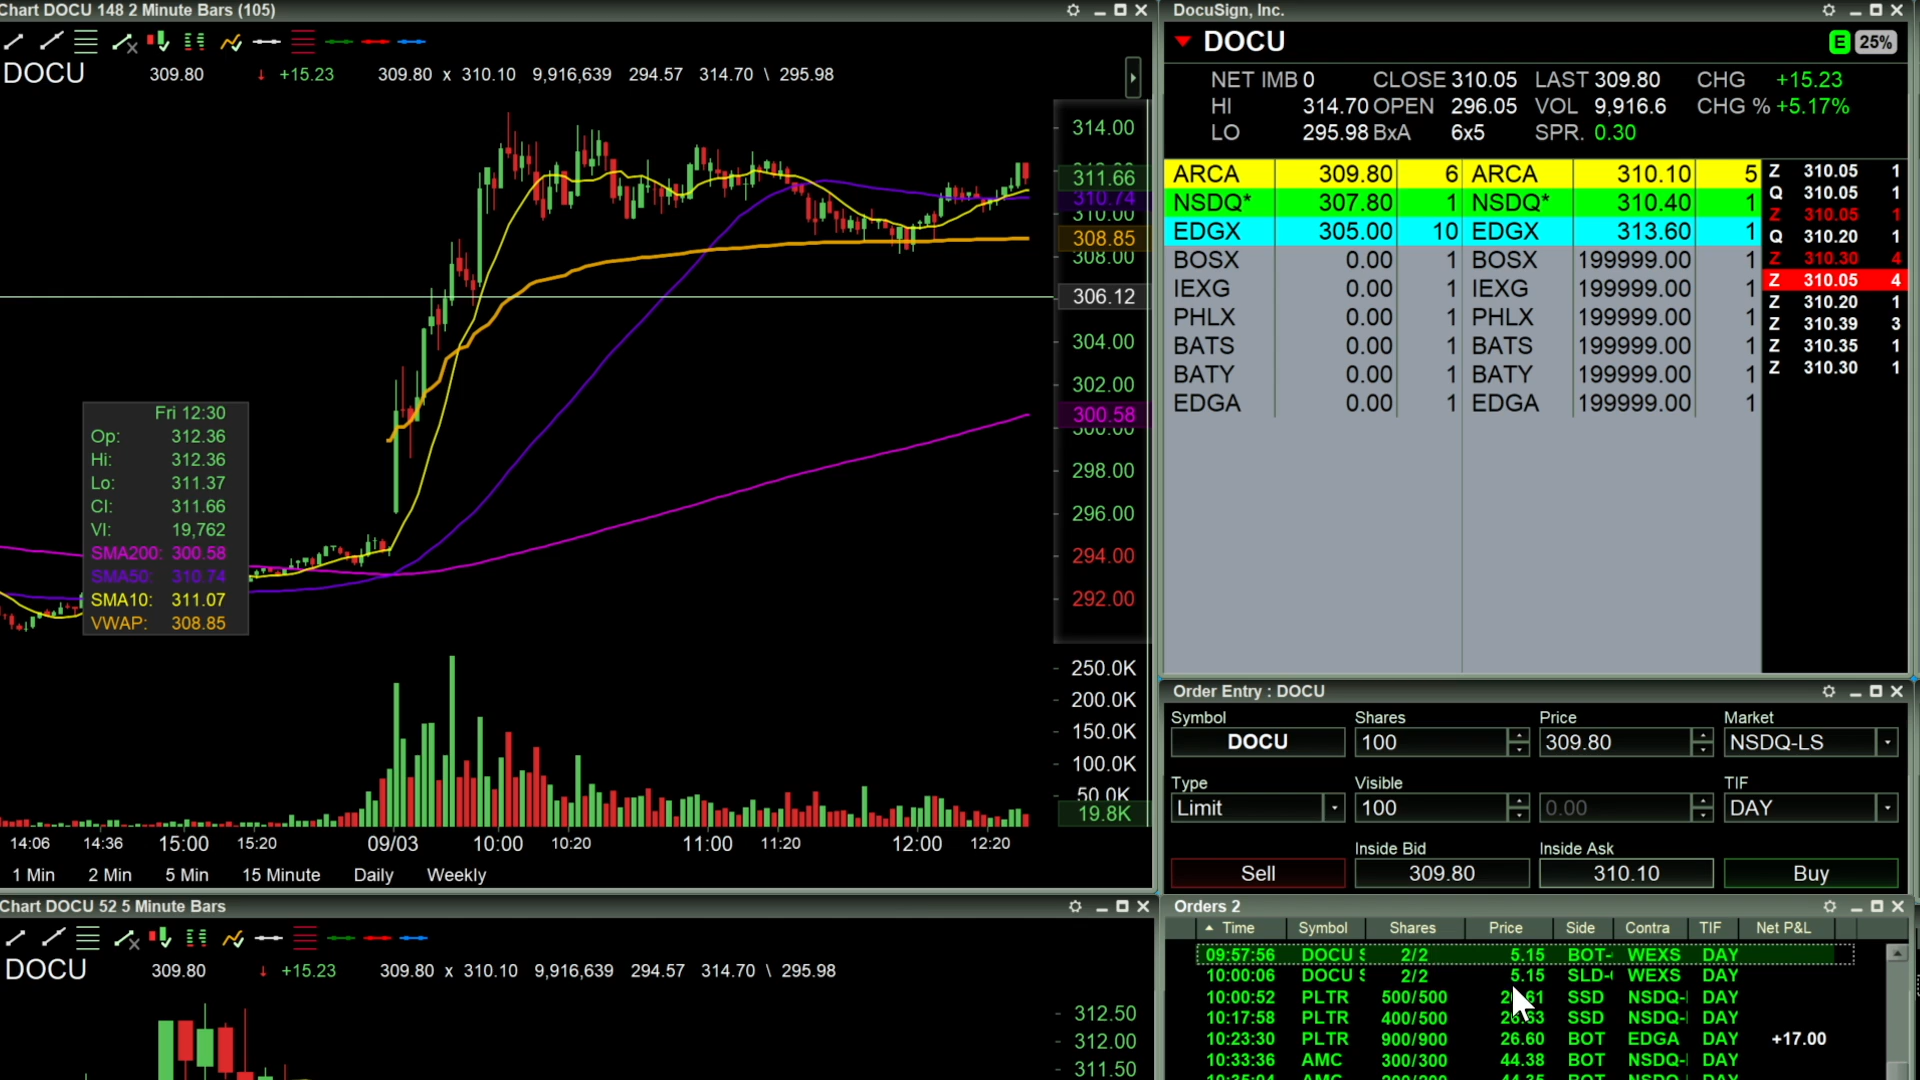 Chart DOCU 148 2 Minute Bars (105)
DOCU 309.80 +15.23 309.80 x 310.10 9,916,639 294.57 314.70 \ 295.98
314.00
311.66
310.74
310.00
308.85
308.00
306.12
304.00
302.00
300.58
300.00
298.00
296.00
294.00
292.00
Fri 12:30
Op: 312.36
Hi: 312.36
Lo: 311.37
Cl: 311.66
Vl: 19,762
SMA200: 300.58
SMA50: 310.74
SMA10: 311.07
VWAP: 308.85
250.0K
200.0K
150.0K
100.0K
50.0K
19.8K
14:06 14:36 15:00 15:20 09/03 10:00 10:20 11:00 11:20 12:00 12:20
1 Min 2 Min 5 Min 15 Minute Daily Weekly
Chart DOCU 52 5 Minute Bars
DOCU 309.80 +15.23 309.80 x 310.10 9,916,639 294.57 314.70 \ 295.98
312.50
312.00
311.50
DocuSign, Inc.
DOCU E 25%
NET IMB 0 CLOSE 310.05 LAST 309.80 CHG +15.23
HI 314.70 OPEN 296.05 VOL 9,916.6 CHG % +5.17%
LO 295.98 BxA 6x5 SPR. 0.30
ARCA 309.80 6 ARCA 310.10 5
NSDQ* 307.80 1 NSDQ* 310.40 1
EDGX 305.00 10 EDGX 313.60 1
BOSX 0.00 1 BOSX 199999.00 1
IEXG 0.00 1 IEXG 199999.00 1
PHLX 0.00 1 PHLX 199999.00 1
BATS 0.00 1 BATS 199999.00 1
BATY 0.00 1 BATY 199999.00 1
EDGA 0.00 1 EDGA 199999.00 1
Z 310.05 1
Q 310.05 1
Z 310.05 1
Q 310.20 1
Z 310.30 4
Z 310.05 4
Z 310.20 1
Z 310.39 3
Z 310.35 1
Z 310.30 1
Order Entry : DOCU
Symbol Shares Price Market
DOCU 100 309.80 NSDQ-LS
Type Visible TIF
Limit 100 0.00 DAY
Inside Bid Inside Ask
Sell 309.80 310.10 Buy
Orders 2
Time Symbol Shares Price Side Contra TIF Net P&L
09:57:56 DOCU 2/2 5.15 BOT- WEXS DAY
10:00:06 DOCU 2/2 5.15 SLD- WEXS DAY
10:00:52 PLTR 500/500 SSD NSDQ- DAY
10:17:58 PLTR 400/500 SSD NSDQ- DAY
10:23:30 PLTR 900/900 26.60 BOT EDGA DAY +17.00
10:33:36 AMC 300/300 44.38 BOT NSDQ- DAY